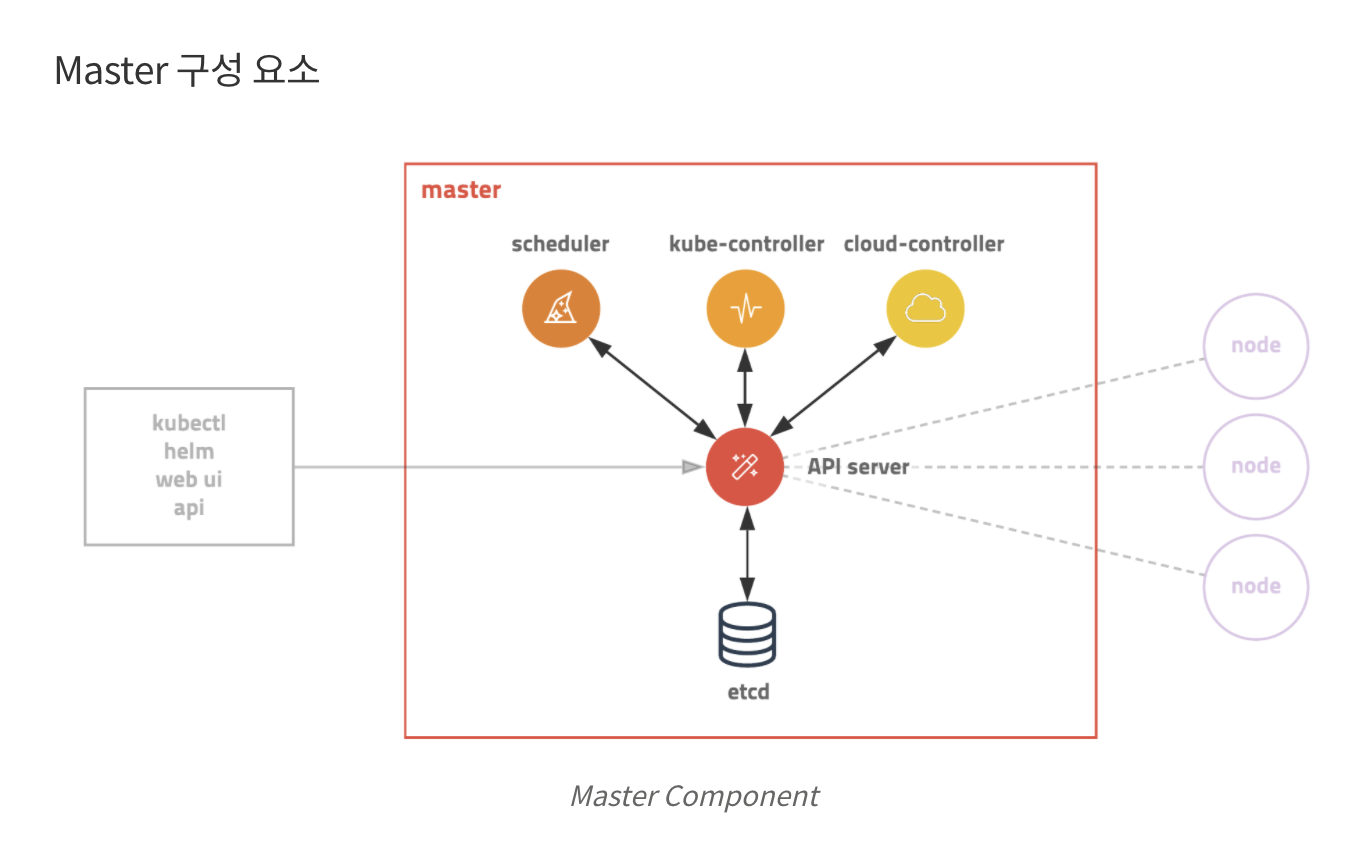 Master 구성 요소
master
scheduler
kube-controller
cloud-controller
kubectl
helm
web ui
api
API server
node
node
node
etcd
Master Component